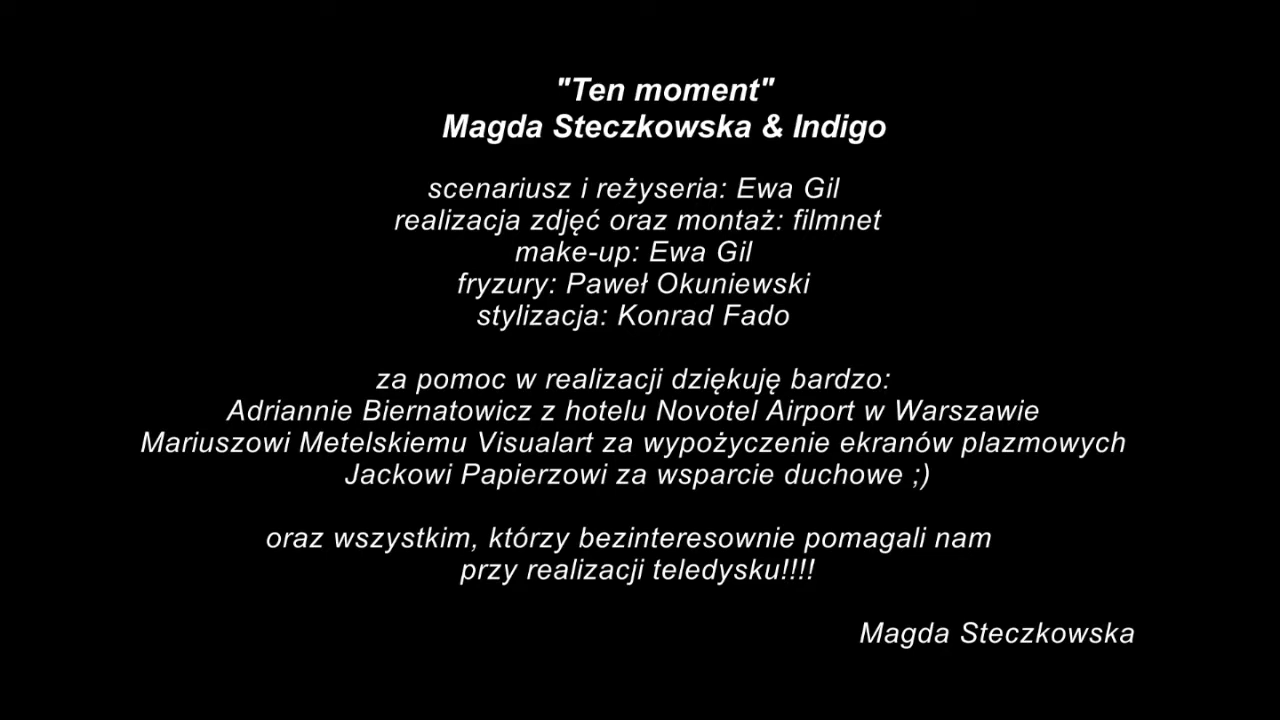 "Ten moment"
Magda Steczkowska & Indigo
scenariusz i reżyseria: Ewa Gil
realizacja zdjęć oraz montaż: filmnet
make-up: Ewa Gil
fryzury: Paweł Okuniewski
stylizacja: Konrad Fado
za pomoc w realizacji dziękuję bardzo:
Adriannie Biernatowicz z hotelu Novotel Airport w Warszawie
Mariuszowi Metelskiemu Visualart za wypożyczenie ekranów plazmowych
Jackowi Papierzowi za wsparcie duchowe ;)
oraz wszystkim, którzy bezinteresownie pomagali nam
przy realizacji teledysku!!!!
Magda Steczkowska